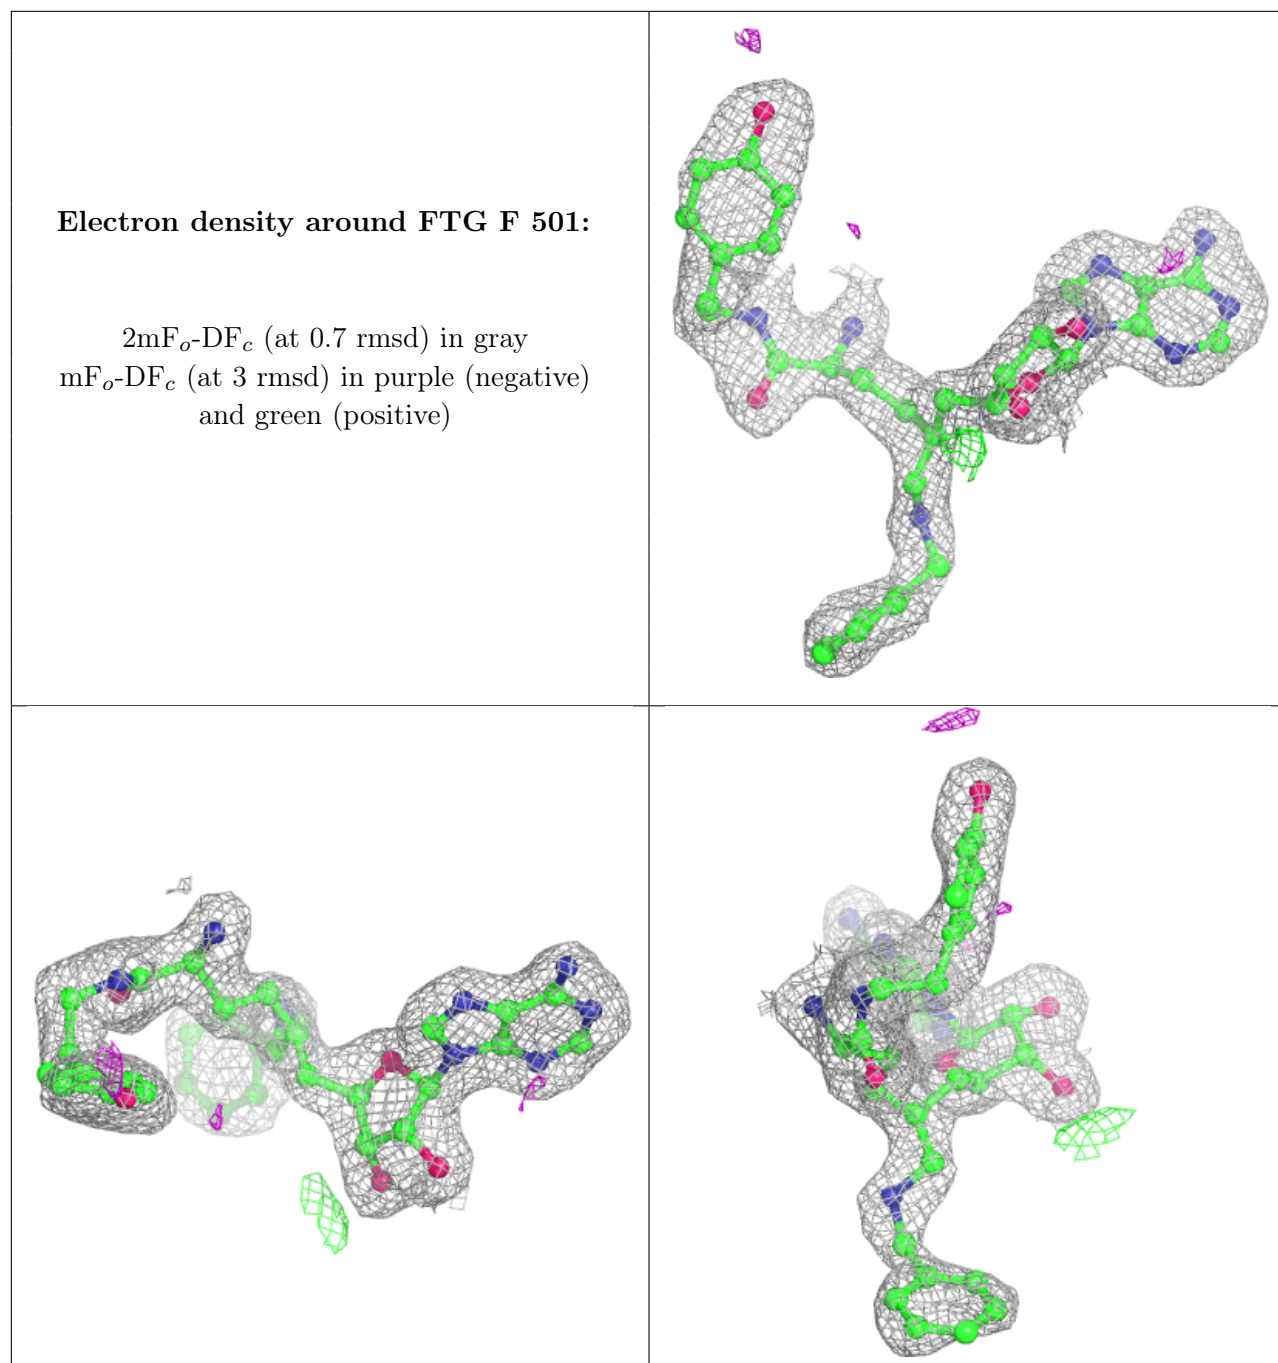 Electron density around FTG F 501:
2mFₒ-DF𝒸 (at 0.7 rmsd) in gray
mFₒ-DF𝒸 (at 3 rmsd) in purple (negative)
and green (positive)